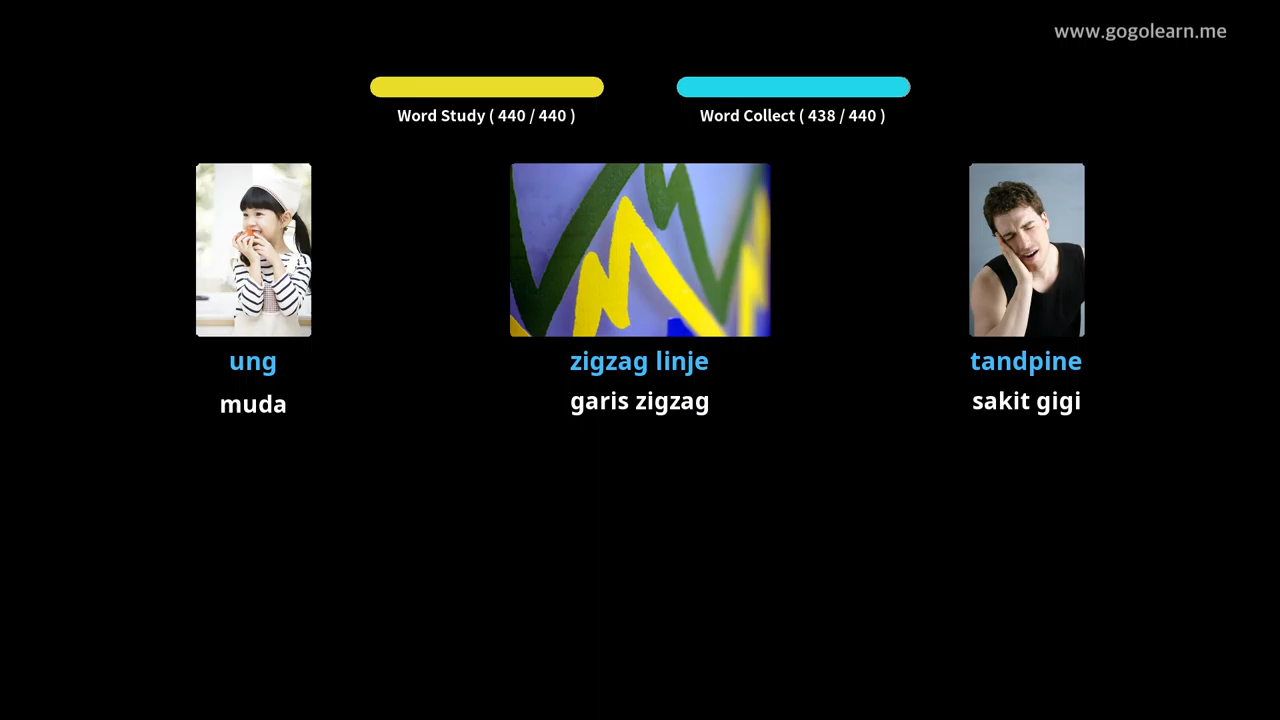 www.gogolearn.me
Word Study ( 440 / 440 )
Word Collect ( 438 / 440 )
ung
muda
zigzag linje
garis zigzag
tandpine
sakit gigi